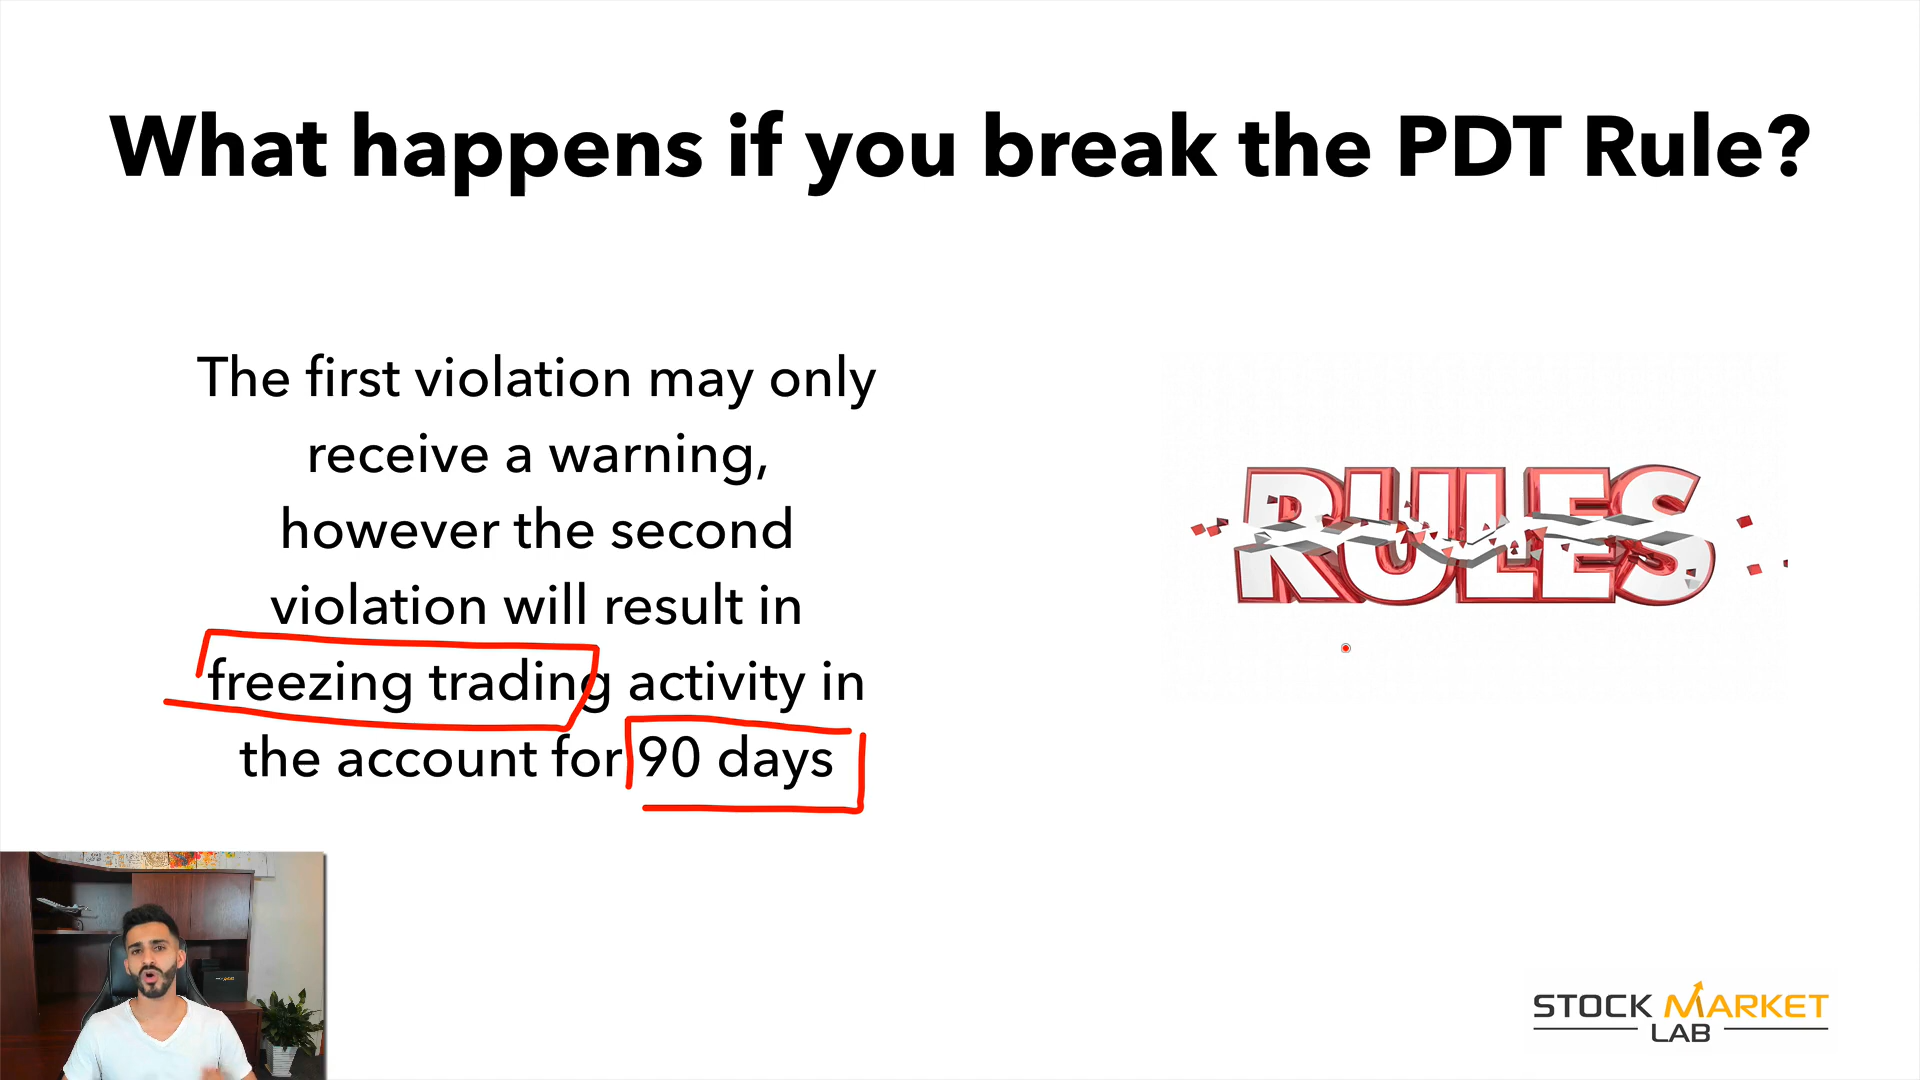 What happens if you break the PDT Rule?
The first violation may only
receive a warning,
however the second
violation will result in
freezing trading activity in
the account for 90 days
RULES
STOCK MARKET
LAB